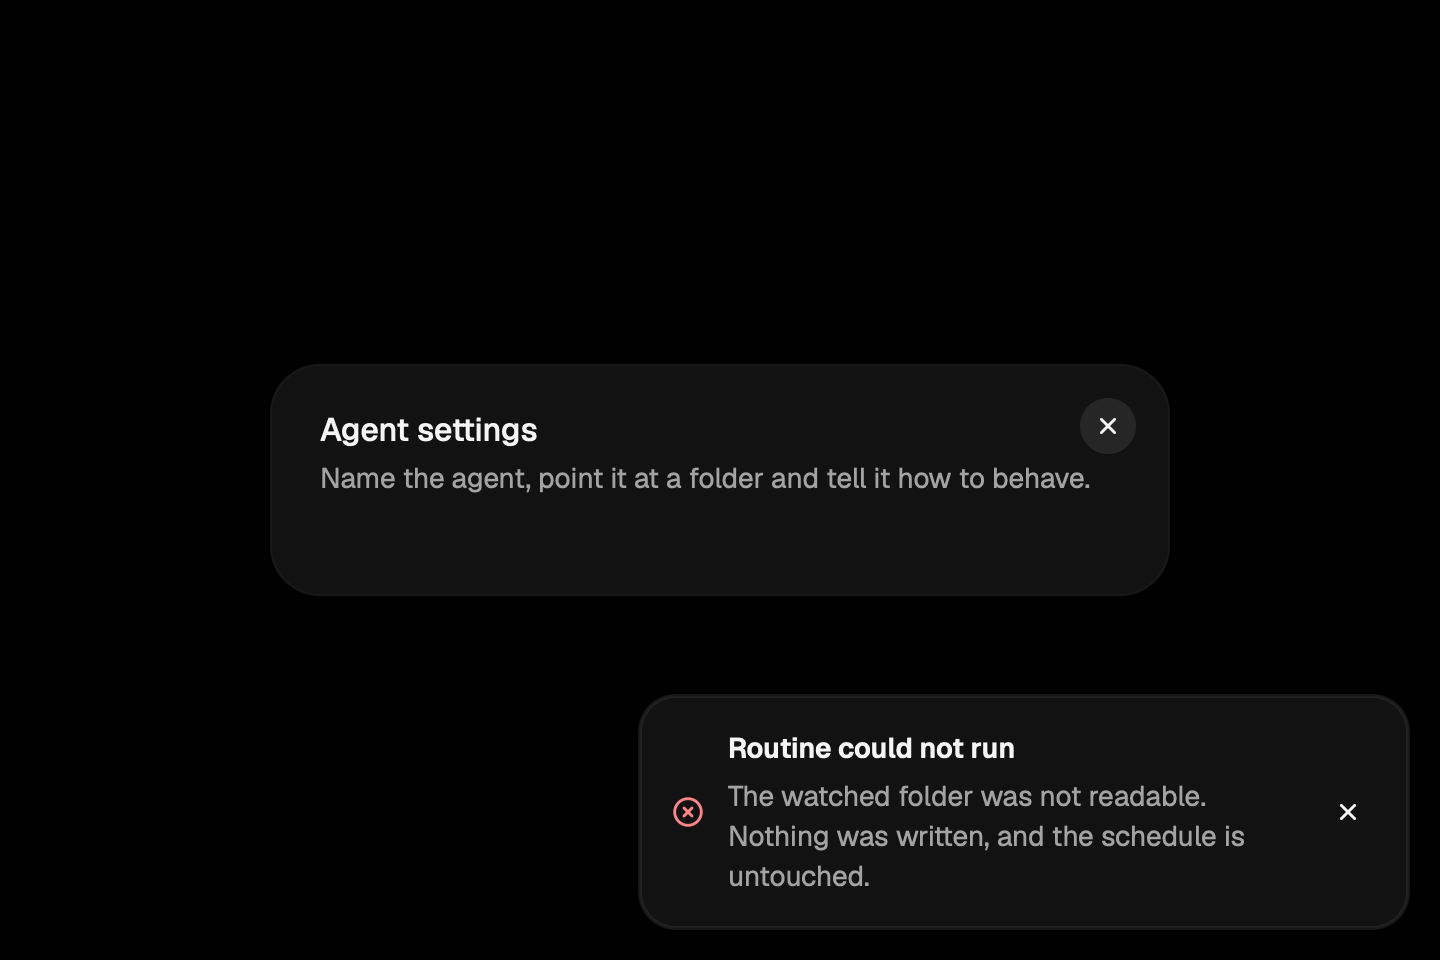 Agent settings
Name the agent, point it at a folder and tell it how to behave.
Routine could not run
The watched folder was not readable.
Nothing was written, and the schedule is
untouched.